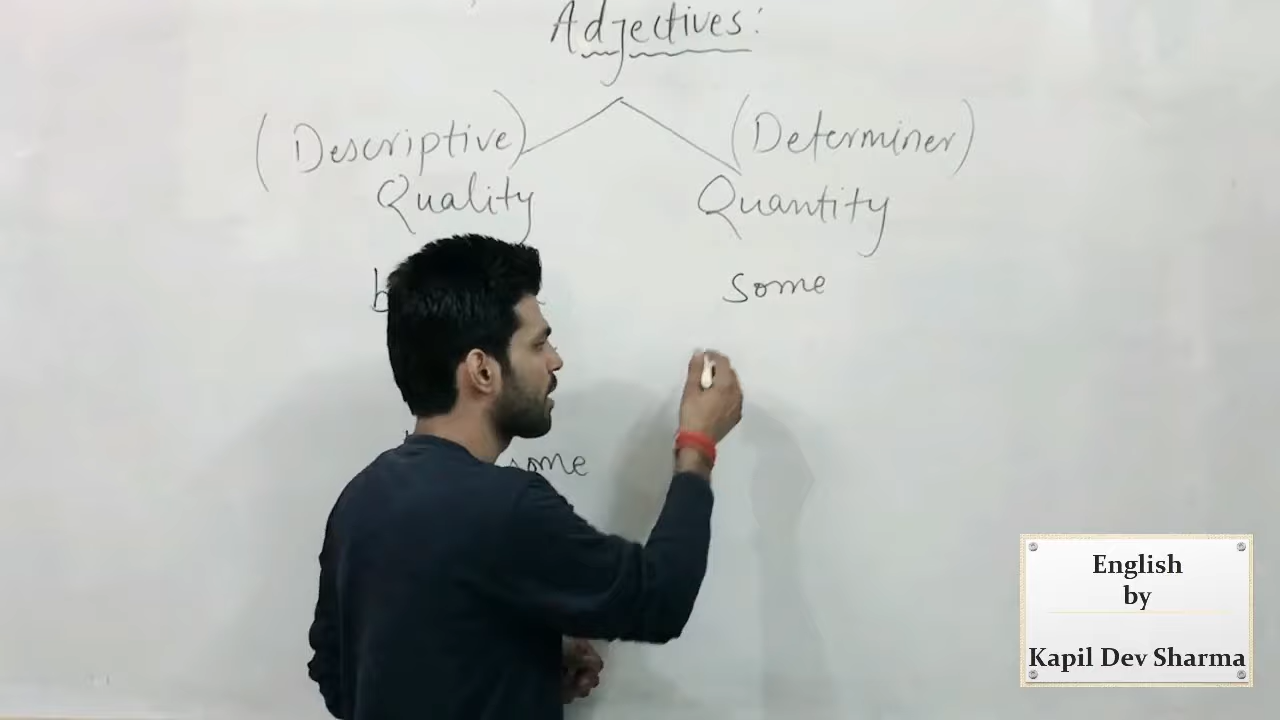 Adjectives:
(Descriptive) (Determiner)
Quality Quantity
some
English
by
Kapil Dev Sharma